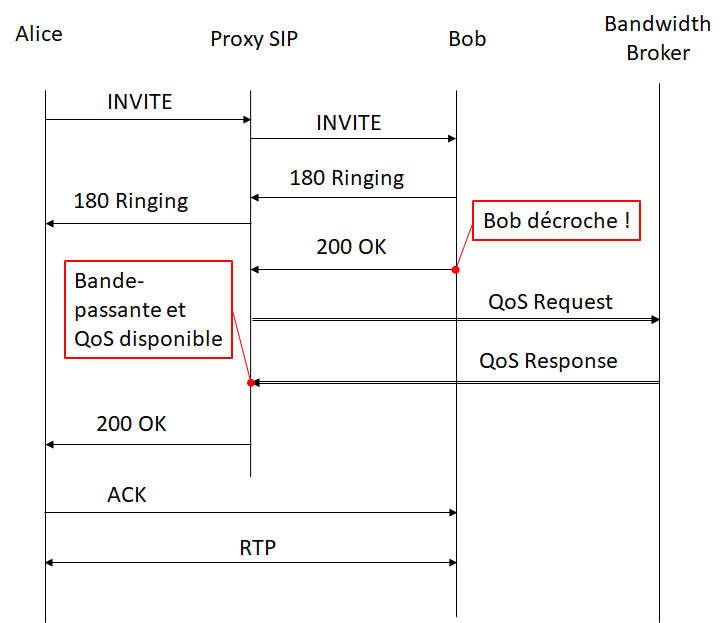 Alice
Proxy SIP
Bob
Bandwidth
Broker
INVITE
INVITE
180 Ringing
180 Ringing
Bob décroche !
200 OK
Bande-
passante et
QoS disponible
QoS Request
QoS Response
200 OK
ACK
RTP